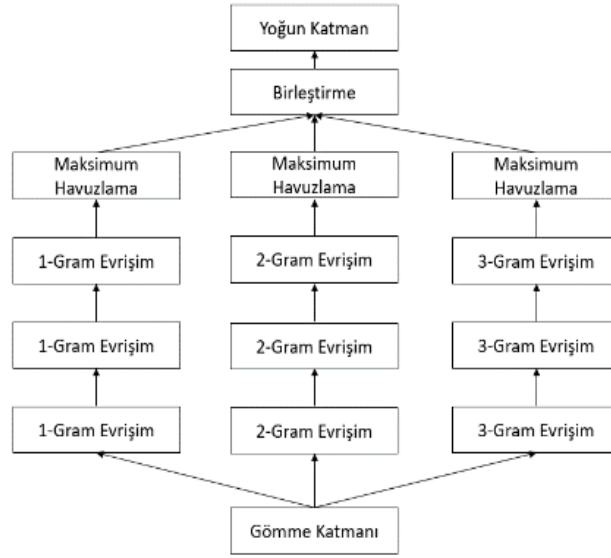 Yoğun Katman
Birleştirme
Maksimum
Havuzlama
Maksimum
Havuzlama
Maksimum
Havuzlama
1-Gram Evrişim
2-Gram Evrişim
3-Gram Evrişim
1-Gram Evrişim
2-Gram Evrişim
3-Gram Evrişim
1-Gram Evrişim
2-Gram Evrişim
3-Gram Evrişim
Gömme Katmanı